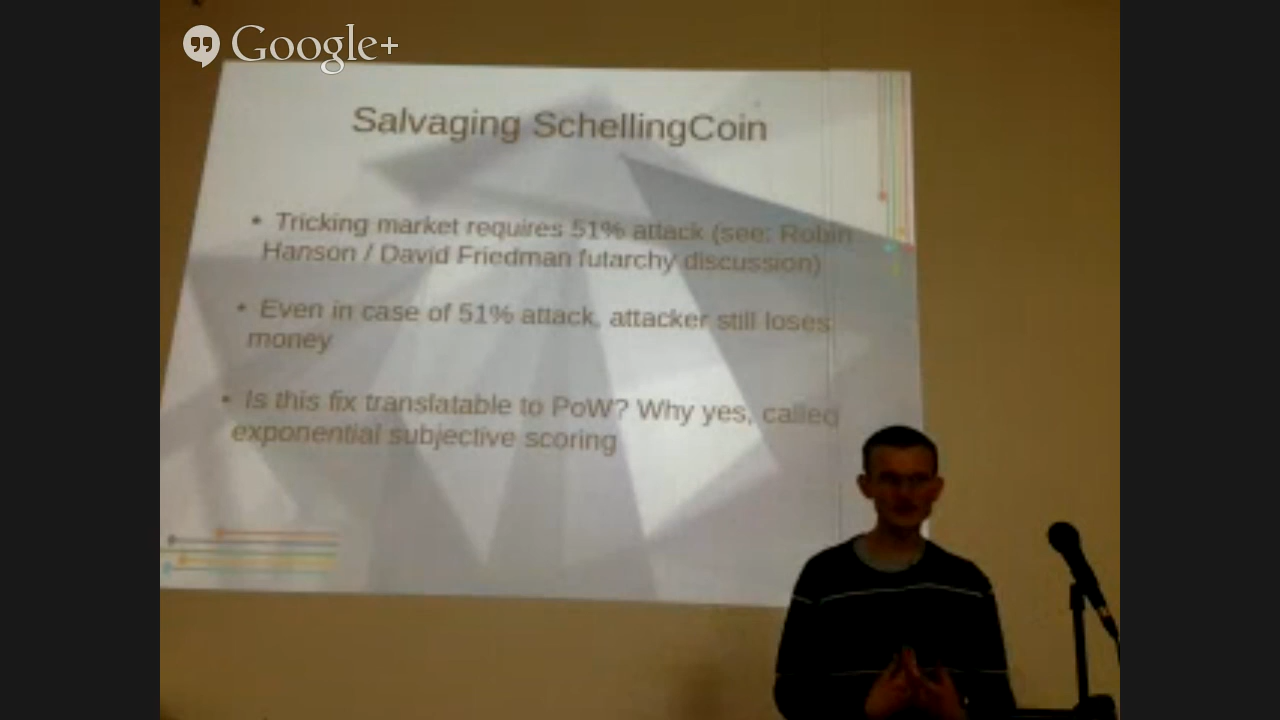 Google+
Salvaging SchellingCoin
• Tricking market requires 51% attack (see: Robin
Hanson / David Friedman futarchy discussion)
• Even in case of 51% attack, attacker still loses
money
• Is this fix translatable to PoW? Why yes, called
exponential subjective scoring